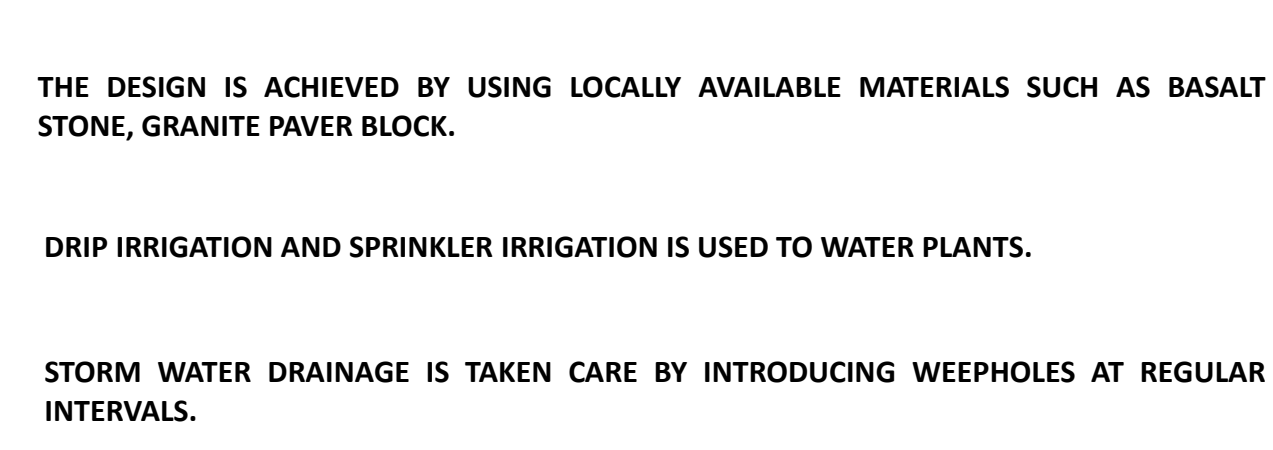 THE DESIGN IS ACHIEVED BY USING LOCALLY AVAILABLE MATERIALS SUCH AS BASALT
STONE, GRANITE PAVER BLOCK.
DRIP IRRIGATION AND SPRINKLER IRRIGATION IS USED TO WATER PLANTS.
STORM WATER DRAINAGE IS TAKEN CARE BY INTRODUCING WEEPHOLES AT REGULAR
INTERVALS.